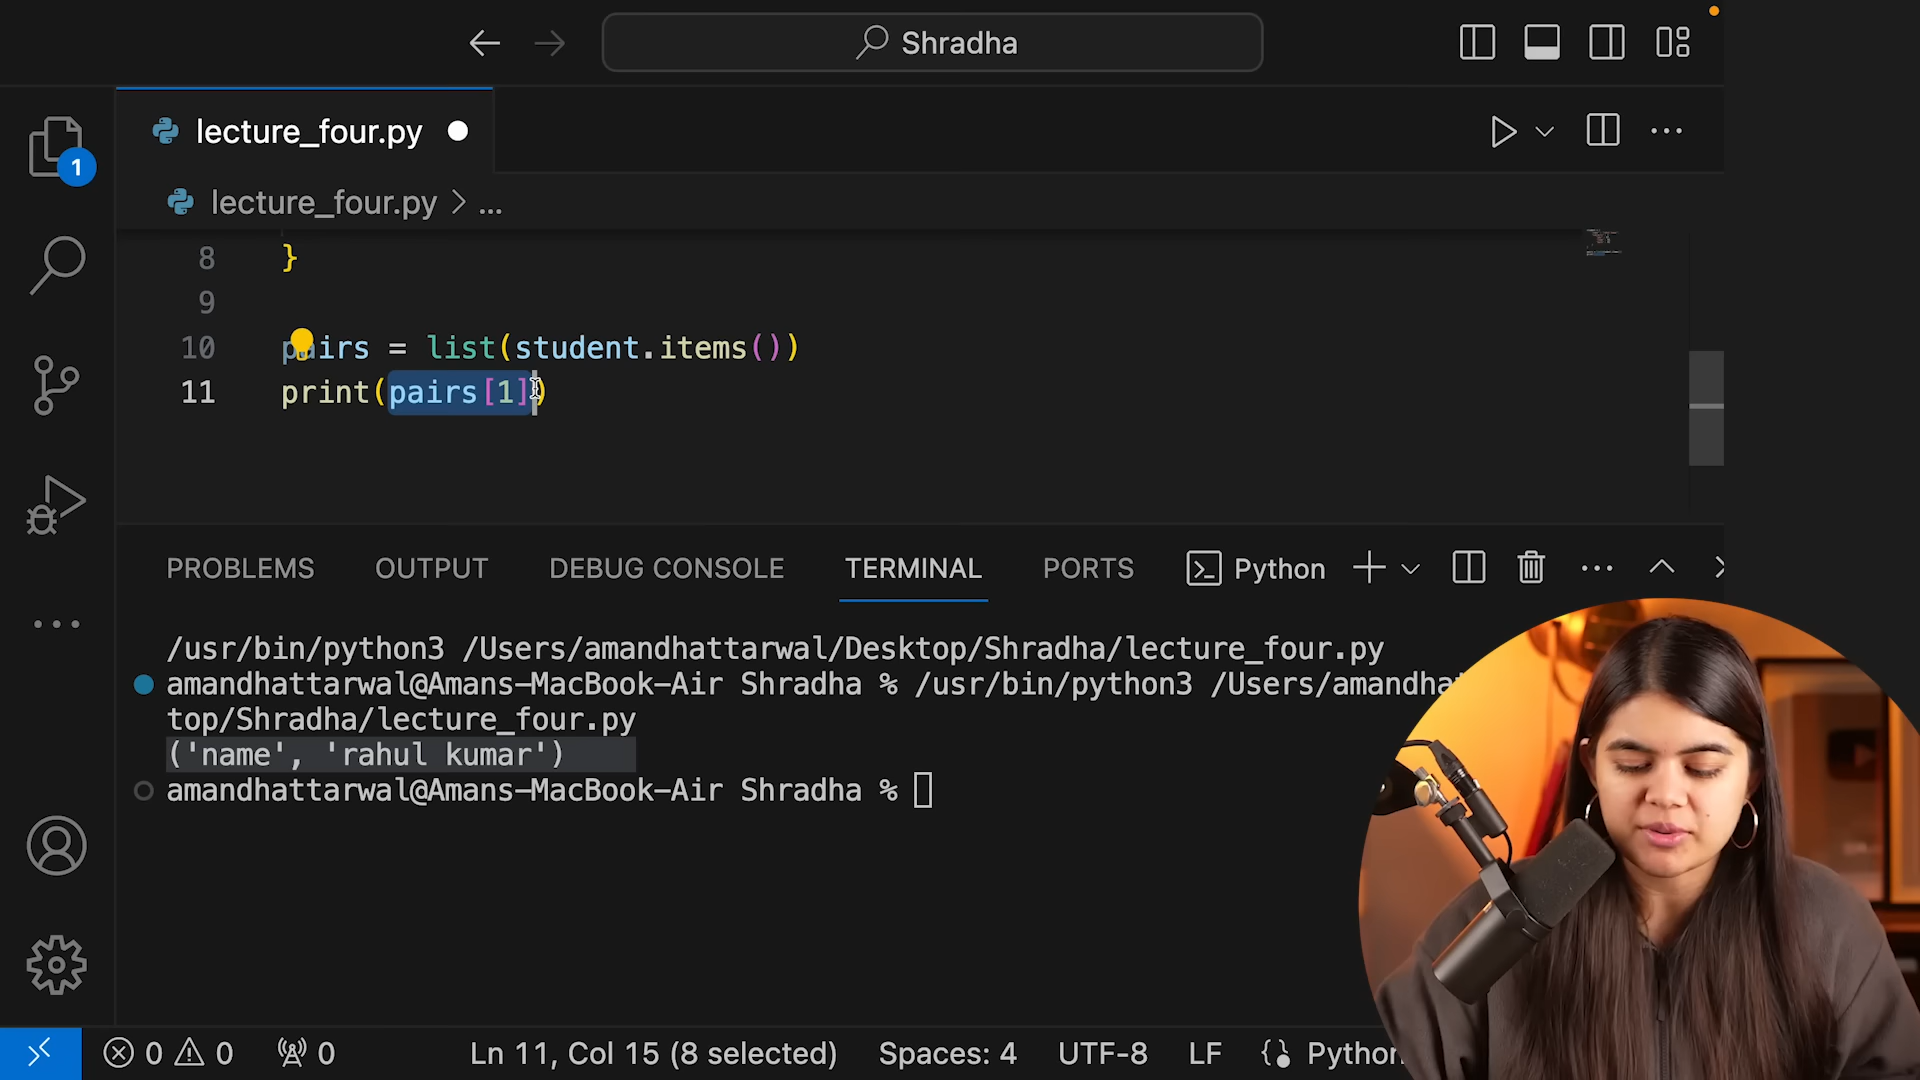 Shradha
lecture_four.py
lecture_four.py > ...
1
8 }
9
10 pairs = list(student.items())
11 print(pairs[1])
PROBLEMS OUTPUT DEBUG CONSOLE TERMINAL PORTS Python
/usr/bin/python3 /Users/amandhattarwal/Desktop/Shradha/lecture_four.py
amandhattarwal@Amans-MacBook-Air Shradha % /usr/bin/python3 /Users/amandha
top/Shradha/lecture_four.py
('name', 'rahul kumar')
amandhattarwal@Amans-MacBook-Air Shradha %
0 0 0 Ln 11, Col 15 (8 selected) Spaces: 4 UTF-8 LF Python